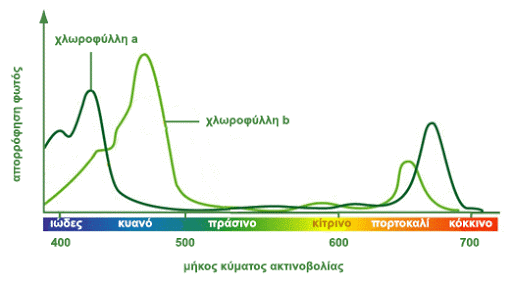 χλωροφύλλη a
απορρόφηση φωτός
χλωροφύλλη b
ιώδες κυανό πράσινο κίτρινο πορτοκαλί κόκκινο
400 500 600 700
μήκος κύματος ακτινοβολίας